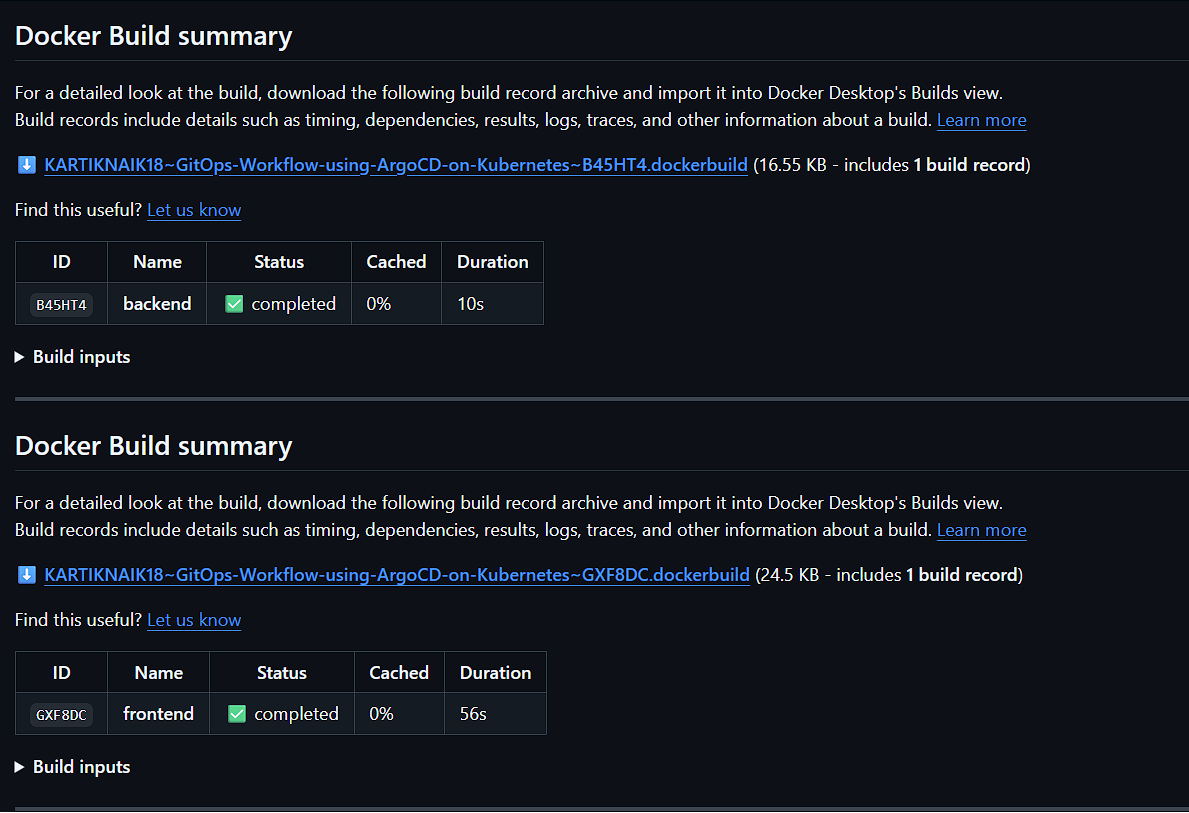 Docker Build summary
For a detailed look at the build, download the following build record archive and import it into Docker Desktop's Builds view.
Build records include details such as timing, dependencies, results, logs, traces, and other information about a build. Learn more
KARTIKNAIK18~GitOps-Workflow-using-ArgoCD-on-Kubernetes~B45HT4.dockerbuild (16.55 KB - includes 1 build record)
Find this useful? Let us know
ID Name Status Cached Duration
B45HT4 backend ✅ completed 0% 10s
Build inputs
Docker Build summary
For a detailed look at the build, download the following build record archive and import it into Docker Desktop's Builds view.
Build records include details such as timing, dependencies, results, logs, traces, and other information about a build. Learn more
KARTIKNAIK18~GitOps-Workflow-using-ArgoCD-on-Kubernetes~GXF8DC.dockerbuild (24.5 KB - includes 1 build record)
Find this useful? Let us know
ID Name Status Cached Duration
GXF8DC frontend ✅ completed 0% 56s
Build inputs